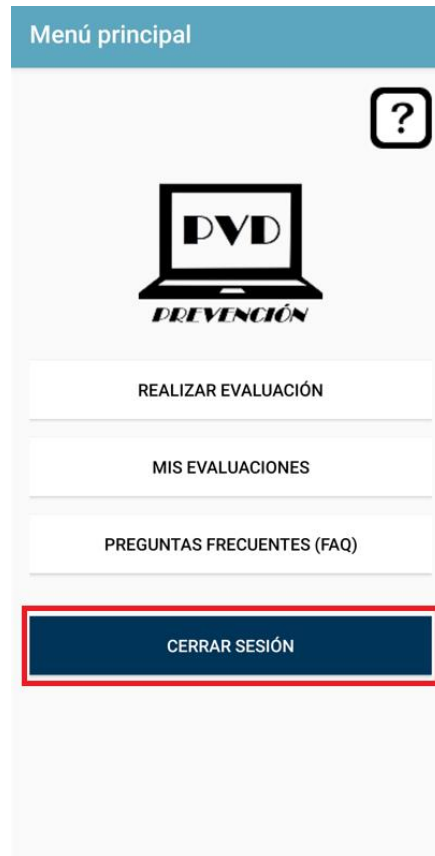 Menú principal
?
PVD
PREVENCIÓN
REALIZAR EVALUACIÓN
MIS EVALUACIONES
PREGUNTAS FRECUENTES (FAQ)
CERRAR SESIÓN